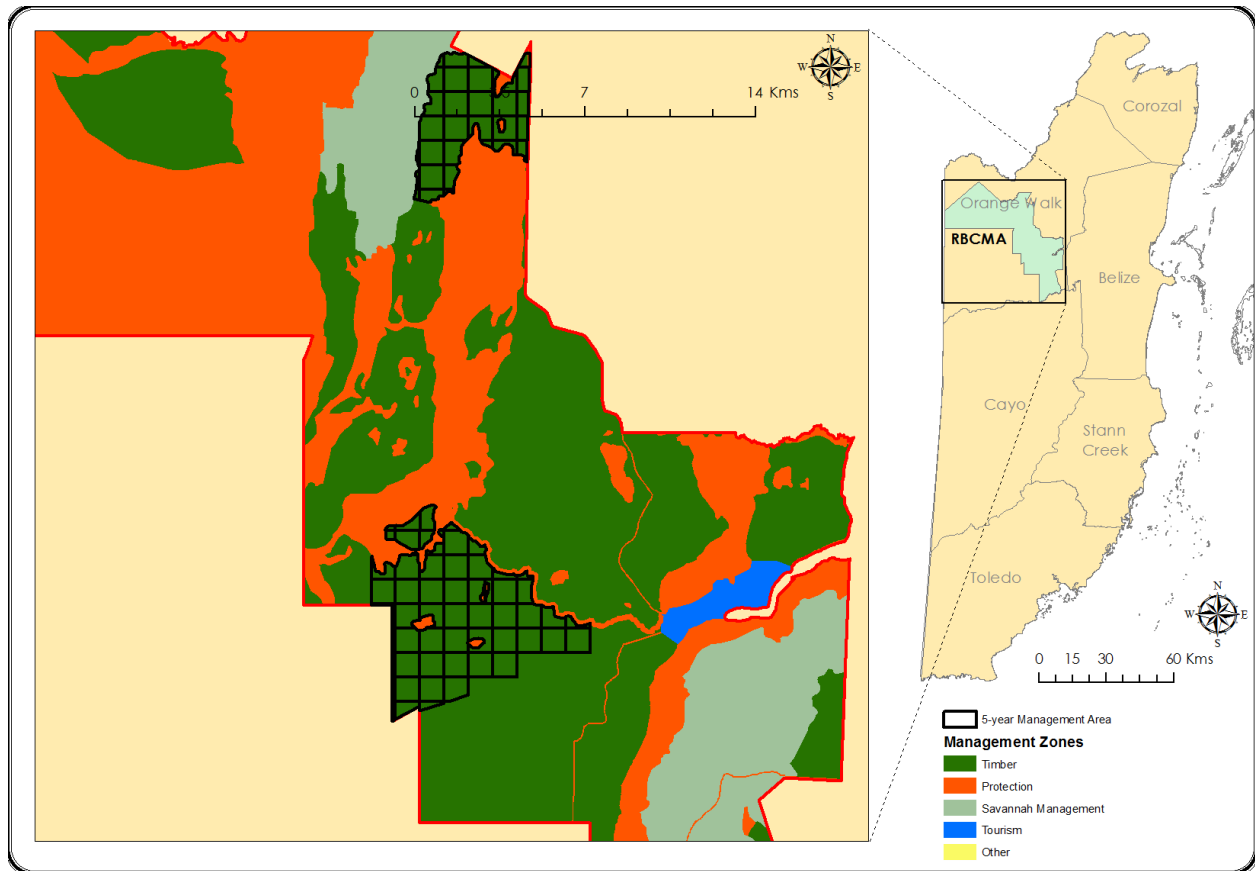 N
W E
S
0 7 14 Kms
Corozal
Orange Walk
RBCMA
Belize
Cayo
Stann
Creek
Toledo
N
W E
S
0 15 30 60 Kms
5-year Management Area
Management Zones
Timber
Protection
Savannah Management
Tourism
Other